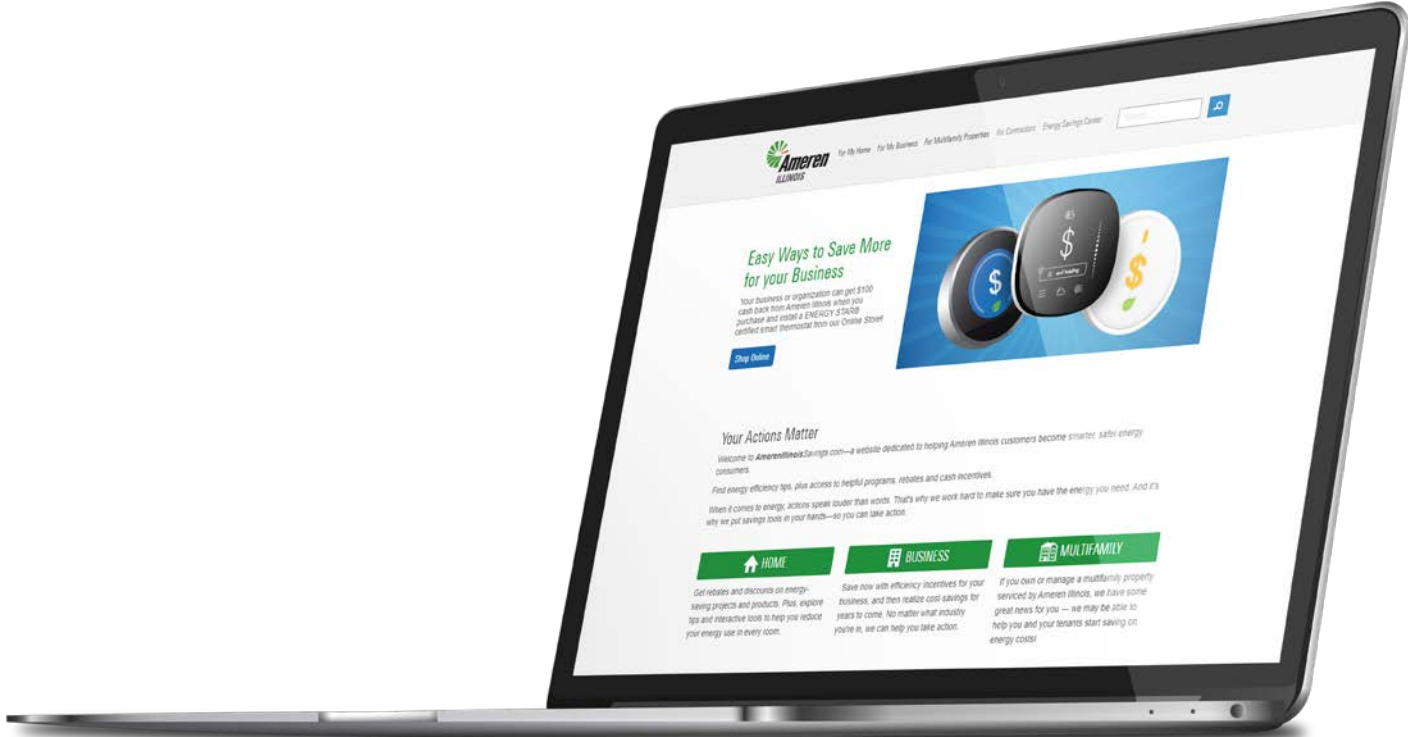 Ameren
ILLINOIS
For My Home For My Business For Multifamily Properties For Contractors Energy Savings Center
Easy Ways to Save More
for your Business
Your business or organization can get $100
cash back from Ameren Illinois when you
purchase and install a ENERGY STAR®
certified smart thermostat from our Online Store!
Shop Online
$
$
$
Your Actions Matter
Welcome to AmerenIllinoisSavings.com—a website dedicated to helping Ameren Illinois customers become smarter, safer energy
consumers.
Find energy efficiency tips, plus access to helpful programs, rebates and cash incentives.
When it comes to energy, actions speak louder than words. That's why we work hard to make sure you have the energy you need. And it's
why we put savings tools in your hands—so you can take action.
HOME
Get rebates and discounts on energy-
saving projects and products. Plus, explore
tips and interactive tools to help you reduce
your energy use in every room.
BUSINESS
Save now with efficiency incentives for your
business, and then realize cost-savings for
years to come. No matter what industry
you're in, we can help you take action.
MULTIFAMILY
If you own or manage a multifamily property
serviced by Ameren Illinois, we have some
great news for you — we may be able to
help you and your tenants start saving on
energy costs!